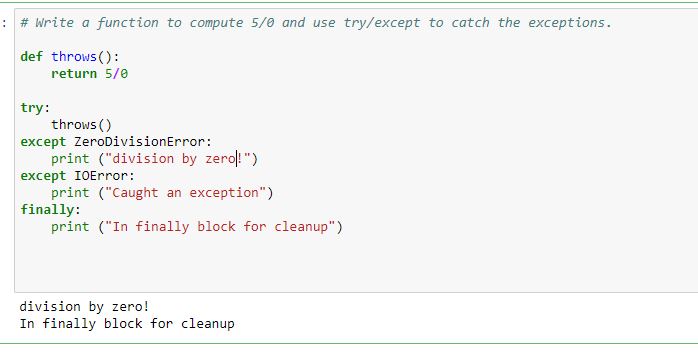 : # Write a function to compute 5/0 and use try/except to catch the exceptions.
def throws():
    return 5/0
try:
    throws()
except ZeroDivisionError:
    print ("division by zero!")
except IOError:
    print ("Caught an exception")
finally:
    print ("In finally block for cleanup")
division by zero!
In finally block for cleanup